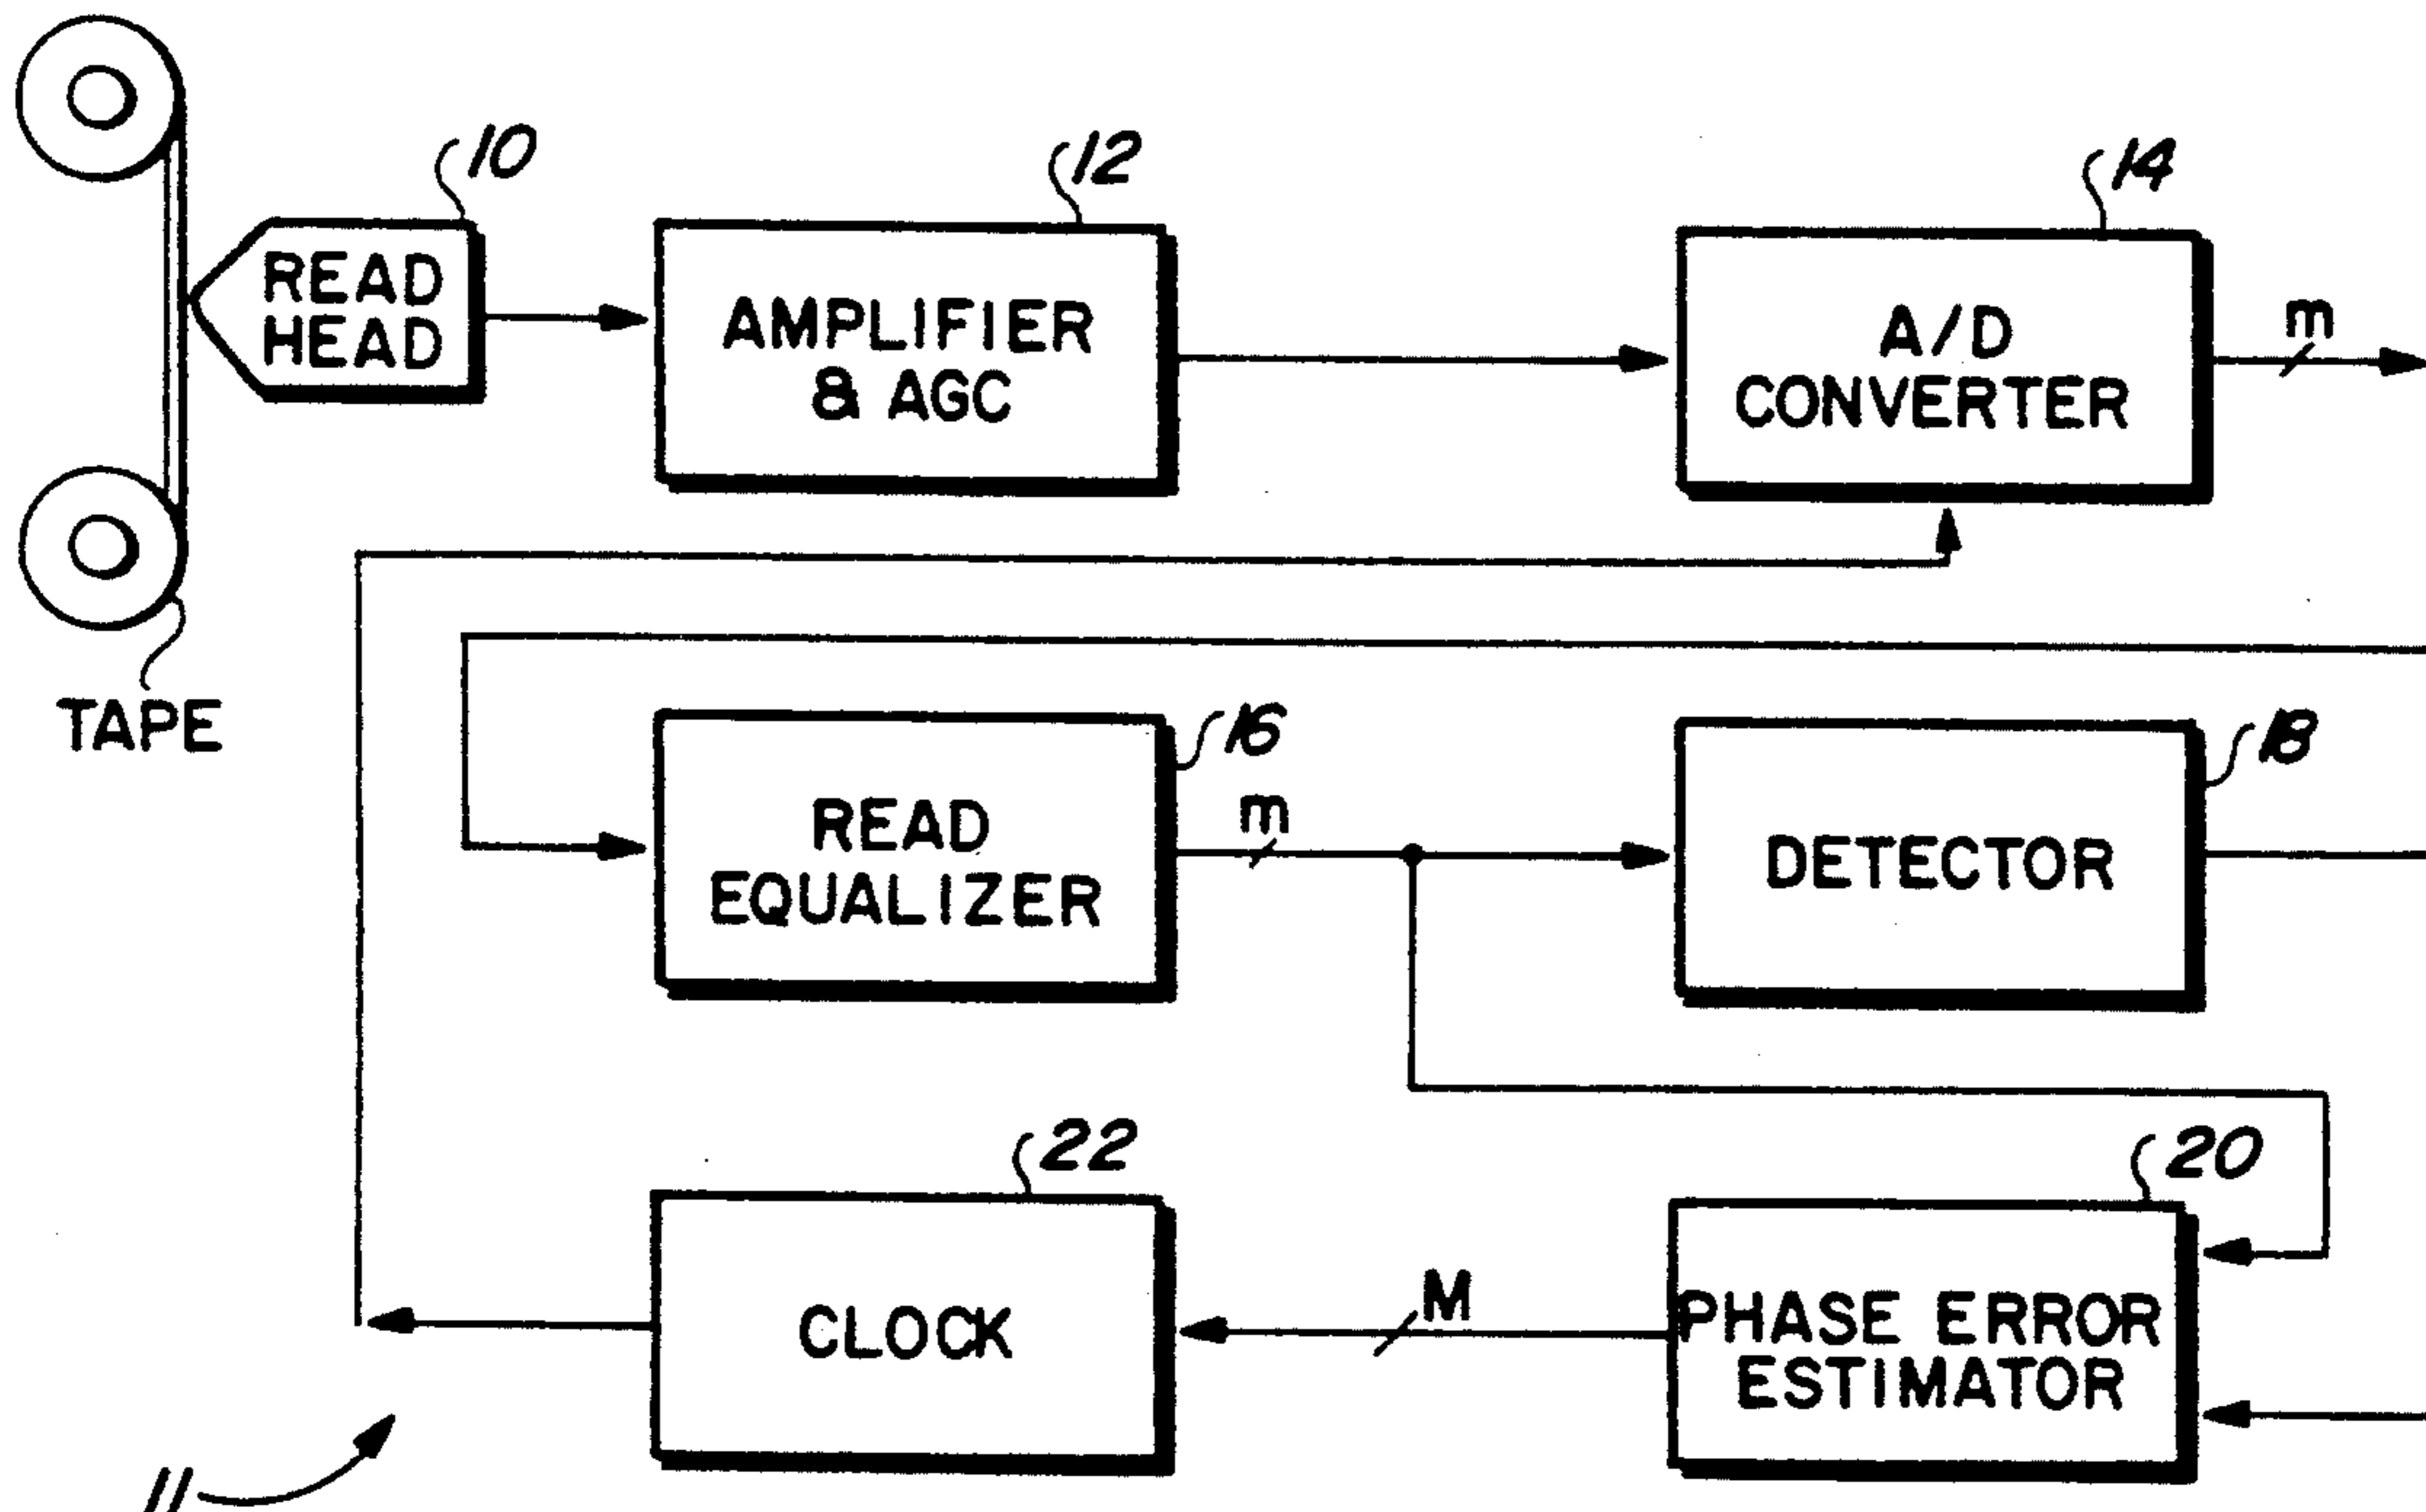 10
12
14
READ
HEAD
AMPLIFIER
& AGC
A/D
CONVERTER
m
TAPE
16
18
READ
EQUALIZER
m
DETECTOR
22
20
CLOCK
M
PHASE ERROR
ESTIMATOR
11